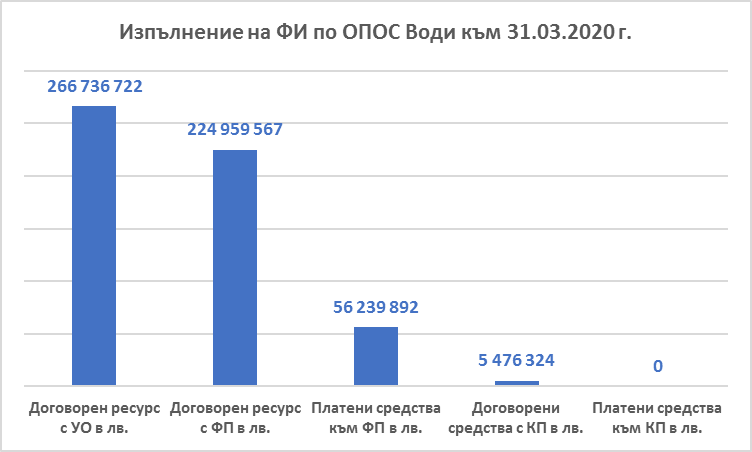 Изпълнение на ФИ по ОПОС Води към 31.03.2020 г.
266 736 722
224 959 567
56 239 892
5 476 324
0
Договорен ресурс
с УО в лв.
Договорен ресурс
с ФП в лв.
Платени средства
към ФП в лв.
Договорени
средства с КП в лв.
Платени средства
към КП в лв.